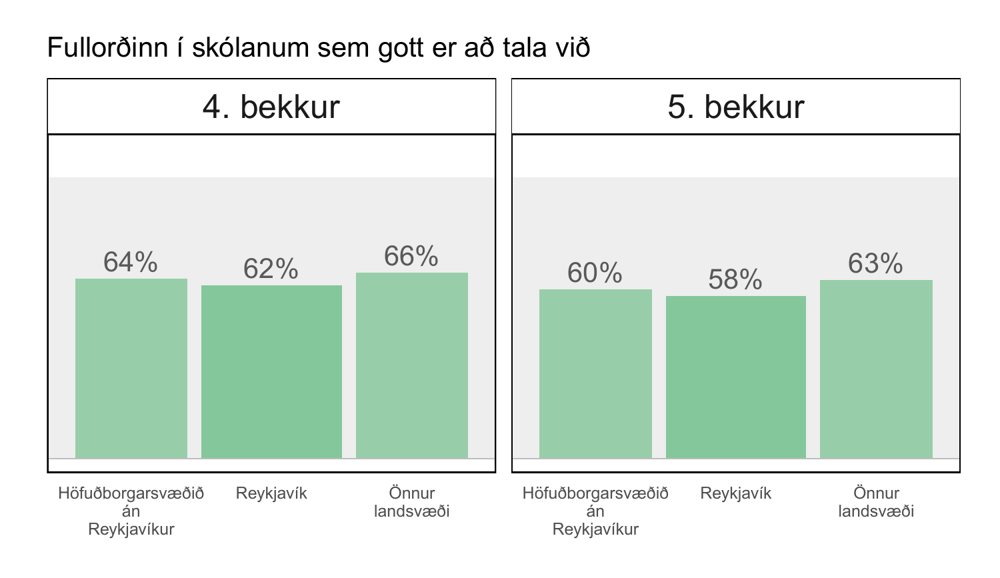 Fullorðinn í skólanum sem gott er að tala við
4. bekkur
64%
62%
66%
Höfuðborgarsvæðið
án
Reykjavíkur
Reykjavík
Önnur
landsvæði
5. bekkur
60%
58%
63%
Höfuðborgarsvæðið
án
Reykjavíkur
Reykjavík
Önnur
landsvæði